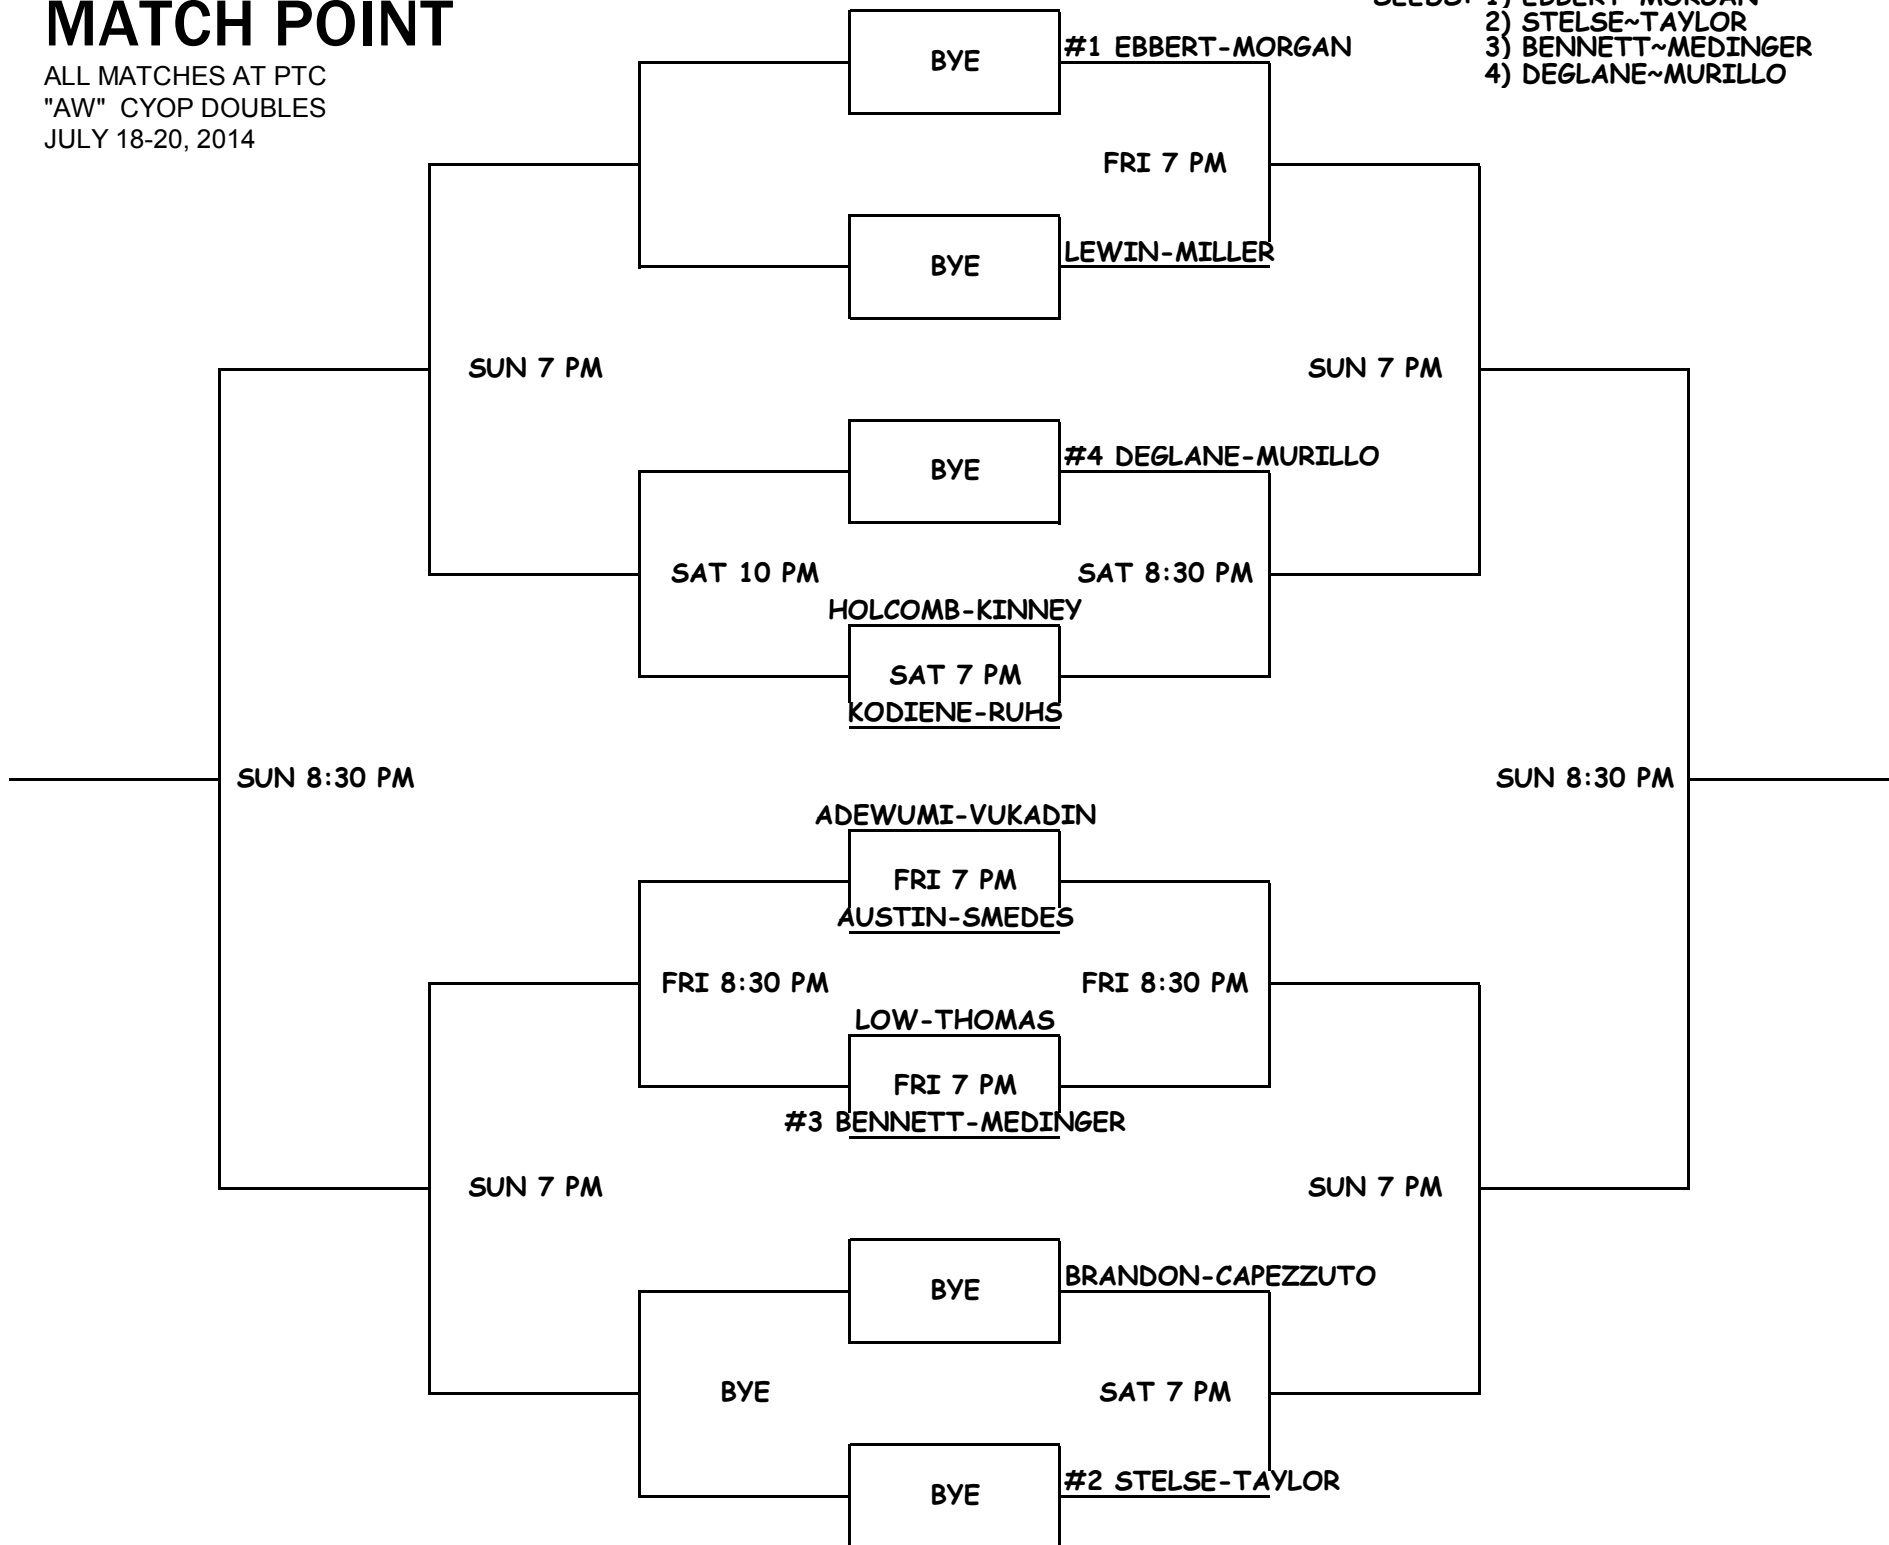 MATCH POINT
ALL MATCHES AT PTC
"AW" CYOP DOUBLES
JULY 18-20, 2014
SEEDS: 1) EBBERT~MORGAN
2) STELSE~TAYLOR
3) BENNETT~MEDINGER
4) DEGLANE~MURILLO
#1 EBBERT-MORGAN
BYE
FRI 7 PM
LEWIN-MILLER
BYE
SUN 7 PM
SUN 7 PM
#4 DEGLANE-MURILLO
BYE
SAT 10 PM
SAT 8:30 PM
HOLCOMB-KINNEY
SAT 7 PM
KODIENE-RUHS
SUN 8:30 PM
SUN 8:30 PM
ADEWUMI-VUKADIN
FRI 7 PM
AUSTIN-SMEDES
FRI 8:30 PM
FRI 8:30 PM
LOW-THOMAS
FRI 7 PM
#3 BENNETT-MEDINGER
SUN 7 PM
SUN 7 PM
BRANDON-CAPEZZUTO
BYE
BYE
SAT 7 PM
#2 STELSE-TAYLOR
BYE